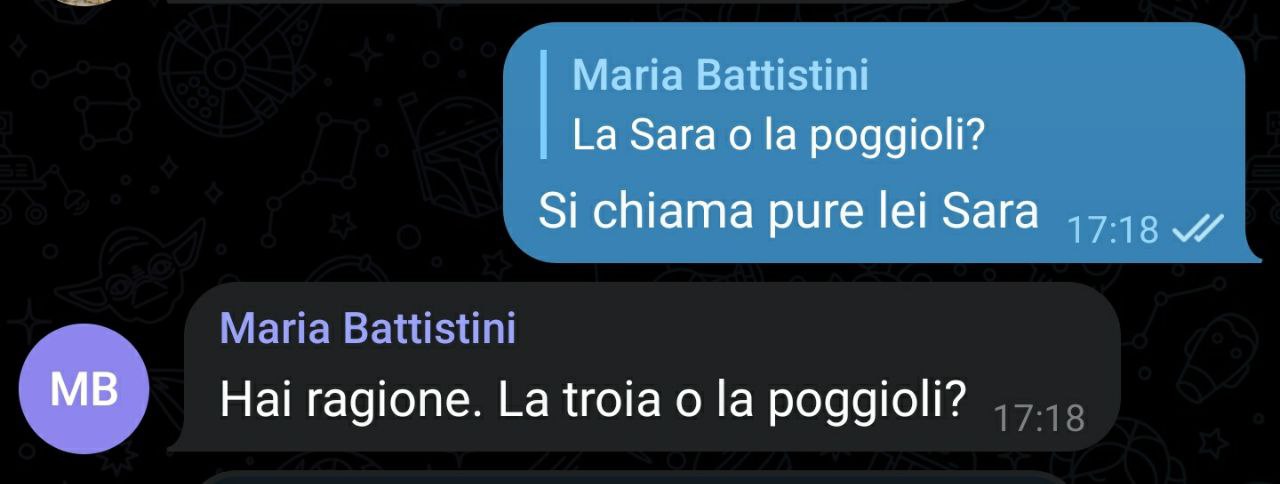 Maria Battistini
La Sara o la poggioli?
Si chiama pure lei Sara 17:18
Maria Battistini
MB
Hai ragione. La troia o la poggioli? 17:18